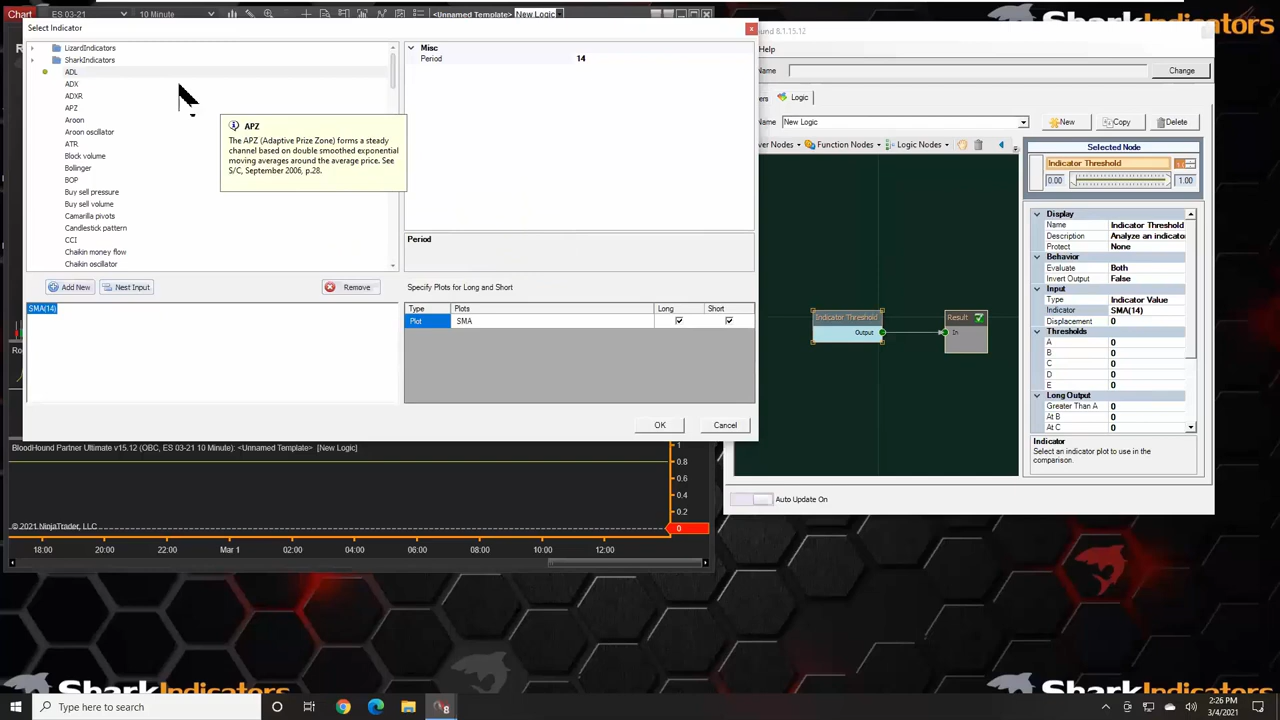 Chart
ES 03-21
10 Minute
<Unnamed Template>
New Logic
SharkIndicators
Select Indicator
LizardIndicators
SharkIndicators
ADL
ADX
ADXR
APZ
Aroon
Aroon oscillator
ATR
Block volume
Bollinger
BOP
Buy sell pressure
Buy sell volume
Camarilla pivots
Candlestick pattern
CCI
Chaikin money flow
Chaikin oscillator
APZ
The APZ (Adaptive Prize Zone) forms a steady
channel based on double smoothed exponential
moving averages around the average price. See
S/C, September 2006, p.28.
Misc
Period 14
Period
Add New
Nest Input
Remove
Specify Plots for Long and Short
SMA(14)
Type Plots Long Short
Plot SMA
OK
Cancel
8.1.15.12
Help
Name
Change
Logic
New Logic
New
Copy
Delete
Function Nodes
Logic Nodes
Selected Node
Indicator Threshold
0.00
1.00
Display
Name Indicator Threshold
Description Analyze an indicator
Protect None
Behavior
Evaluate Both
Invert Output False
Input
Type Indicator Value
Indicator SMA(14)
Displacement 0
Thresholds
A 0
B 0
C 0
D 0
E 0
Long Output
Greater Than A 0
At B 0
At C 0
Indicator
Select an indicator plot to use in the
comparison.
Indicator Threshold
Output
Result
In
Auto Update On
BloodHound Partner Ultimate v15.12 (OBC, ES 03-21 10 Minute): <Unnamed Template> [New Logic]
1
0.8
0.6
0.4
0.2
0
© 2021 NinjaTrader, LLC
18:00 20:00 22:00 Mar 1 02:00 04:00 06:00 08:00 10:00 12:00
SharkIndicators
SharkIndicators
Type here to search
2:26 PM
3/4/2021